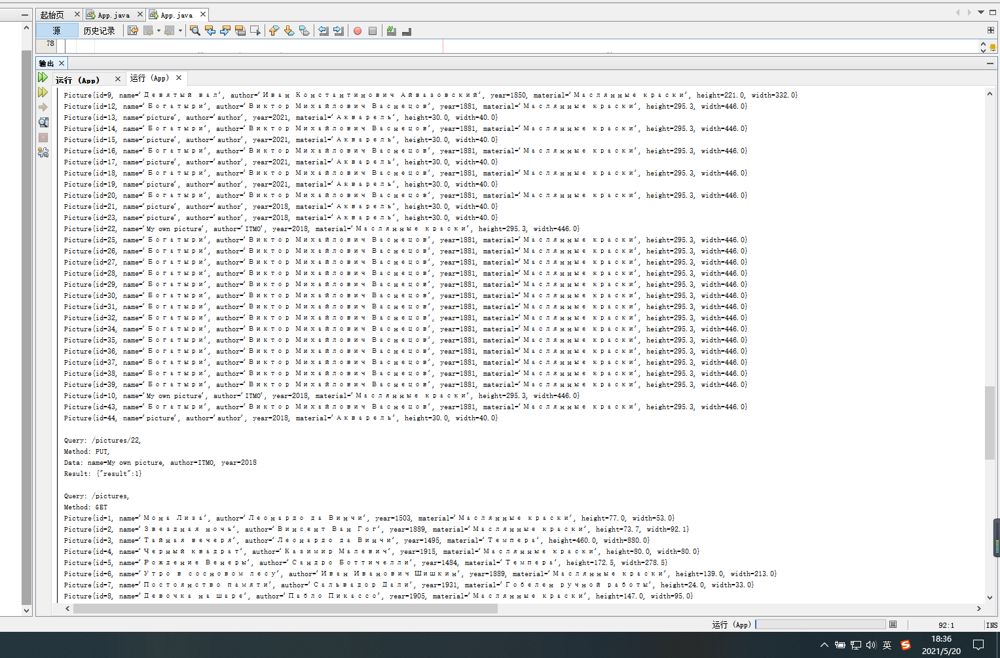 起始页 App.java App.java
源 历史记录
78
输出
运行 (App) 运行 (App)
Picture{id=9, name='Девятый вал', author='Иван Константинович Айвазовский', year=1850, material='Маслянные краски', height=221.0, width=332.0}
Picture{id=12, name='Богатыри', author='Виктор Михайлович Васнецов', year=1881, material='Маслянные краски', height=295.3, width=446.0}
Picture{id=13, name='picture', author='author', year=2021, material='Акварель', height=30.0, width=40.0}
Picture{id=14, name='Богатыри', author='Виктор Михайлович Васнецов', year=1881, material='Маслянные краски', height=295.3, width=446.0}
Picture{id=15, name='picture', author='author', year=2021, material='Акварель', height=30.0, width=40.0}
Picture{id=16, name='Богатыри', author='Виктор Михайлович Васнецов', year=1881, material='Маслянные краски', height=295.3, width=446.0}
Picture{id=17, name='picture', author='author', year=2021, material='Акварель', height=30.0, width=40.0}
Picture{id=18, name='Богатыри', author='Виктор Михайлович Васнецов', year=1881, material='Маслянные краски', height=295.3, width=446.0}
Picture{id=19, name='picture', author='author', year=2021, material='Акварель', height=30.0, width=40.0}
Picture{id=20, name='Богатыри', author='Виктор Михайлович Васнецов', year=1881, material='Маслянные краски', height=295.3, width=446.0}
Picture{id=21, name='picture', author='author', year=2018, material='Акварель', height=30.0, width=40.0}
Picture{id=23, name='picture', author='author', year=2018, material='Акварель', height=30.0, width=40.0}
Picture{id=22, name='My own picture', author='ITMO', year=2018, material='Маслянные краски', height=295.3, width=446.0}
Picture{id=25, name='Богатыри', author='Виктор Михайлович Васнецов', year=1881, material='Маслянные краски', height=295.3, width=446.0}
Picture{id=26, name='Богатыри', author='Виктор Михайлович Васнецов', year=1881, material='Маслянные краски', height=295.3, width=446.0}
Picture{id=27, name='Богатыри', author='Виктор Михайлович Васнецов', year=1881, material='Маслянные краски', height=295.3, width=446.0}
Picture{id=28, name='Богатыри', author='Виктор Михайлович Васнецов', year=1881, material='Маслянные краски', height=295.3, width=446.0}
Picture{id=29, name='Богатыри', author='Виктор Михайлович Васнецов', year=1881, material='Маслянные краски', height=295.3, width=446.0}
Picture{id=30, name='Богатыри', author='Виктор Михайлович Васнецов', year=1881, material='Маслянные краски', height=295.3, width=446.0}
Picture{id=31, name='Богатыри', author='Виктор Михайлович Васнецов', year=1881, material='Маслянные краски', height=295.3, width=446.0}
Picture{id=32, name='Богатыри', author='Виктор Михайлович Васнецов', year=1881, material='Маслянные краски', height=295.3, width=446.0}
Picture{id=34, name='Богатыри', author='Виктор Михайлович Васнецов', year=1881, material='Маслянные краски', height=295.3, width=446.0}
Picture{id=35, name='Богатыри', author='Виктор Михайлович Васнецов', year=1881, material='Маслянные краски', height=295.3, width=446.0}
Picture{id=36, name='Богатыри', author='Виктор Михайлович Васнецов', year=1881, material='Маслянные краски', height=295.3, width=446.0}
Picture{id=37, name='Богатыри', author='Виктор Михайлович Васнецов', year=1881, material='Маслянные краски', height=295.3, width=446.0}
Picture{id=38, name='Богатыри', author='Виктор Михайлович Васнецов', year=1881, material='Маслянные краски', height=295.3, width=446.0}
Picture{id=39, name='Богатыри', author='Виктор Михайлович Васнецов', year=1881, material='Маслянные краски', height=295.3, width=446.0}
Picture{id=10, name='My own picture', author='ITMO', year=2018, material='Маслянные краски', height=295.3, width=446.0}
Picture{id=43, name='Богатыри', author='Виктор Михайлович Васнецов', year=1881, material='Маслянные краски', height=295.3, width=446.0}
Picture{id=44, name='picture', author='author', year=2018, material='Акварель', height=30.0, width=40.0}
Query: /pictures/22,
Method: PUT,
Data: name=My own picture, author=ITMO, year=2018
Result: {"result":1}
Query: /pictures,
Method: GET
Picture{id=1, name='Мона Лиза', author='Леонардо да Винчи', year=1503, material='Маслянные краски', height=77.0, width=53.0}
Picture{id=2, name='Звездная ночь', author='Винсент Ван Гог', year=1889, material='Маслянные краски', height=73.7, width=92.1}
Picture{id=3, name='Тайная вечеря', author='Леонардо да Винчи', year=1495, material='Темпера', height=460.0, width=880.0}
Picture{id=4, name='Черный квадрат', author='Казимир Малевич', year=1915, material='Маслянные краски', height=80.0, width=80.0}
Picture{id=5, name='Рождение Венеры', author='Сандро Боттичелли', year=1484, material='Темпера', height=172.5, width=278.5}
Picture{id=6, name='Утро в сосновом лесу', author='Иван Иванович Шишкин', year=1889, material='Маслянные краски', height=139.0, width=213.0}
Picture{id=7, name='Постоянство памяти', author='Сальвадор Дали', year=1931, material='Гобелен ручной работы', height=24.0, width=33.0}
Picture{id=8, name='Девочка на шаре', author='Пабло Пикассо', year=1905, material='Маслянные краски', height=147.0, width=95.0}
运行 (App) 92:1 INS
英 18:36
2021/5/20